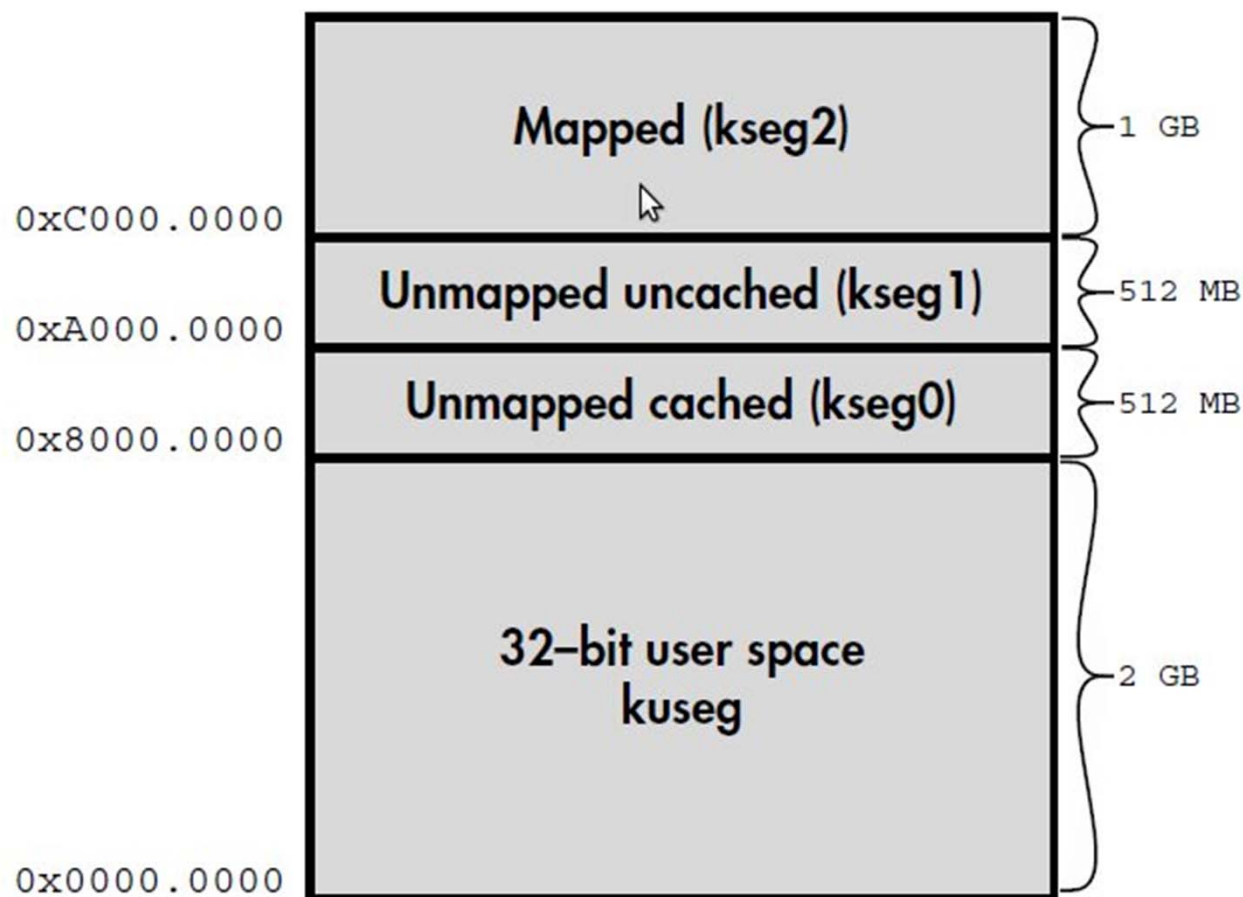 Mapped (kseg2)
1 GB
0xC000.0000
Unmapped uncached (kseg1)
512 MB
0xA000.0000
Unmapped cached (kseg0)
512 MB
0x8000.0000
32–bit user space
kuseg
2 GB
0x0000.0000